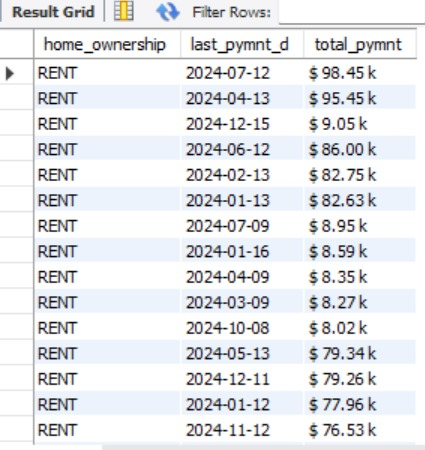 Result Grid Filter Rows:
home_ownership last_pymnt_d total_pymnt
RENT 2024-07-12 $ 98.45 k
RENT 2024-04-13 $ 95.45 k
RENT 2024-12-15 $ 9.05 k
RENT 2024-06-12 $ 86.00 k
RENT 2024-02-13 $ 82.75 k
RENT 2024-01-13 $ 82.63 k
RENT 2024-07-09 $ 8.95 k
RENT 2024-01-16 $ 8.59 k
RENT 2024-04-09 $ 8.35 k
RENT 2024-03-09 $ 8.27 k
RENT 2024-10-08 $ 8.02 k
RENT 2024-05-13 $ 79.34 k
RENT 2024-12-11 $ 79.26 k
RENT 2024-01-12 $ 77.96 k
RENT 2024-11-12 $ 76.53 k